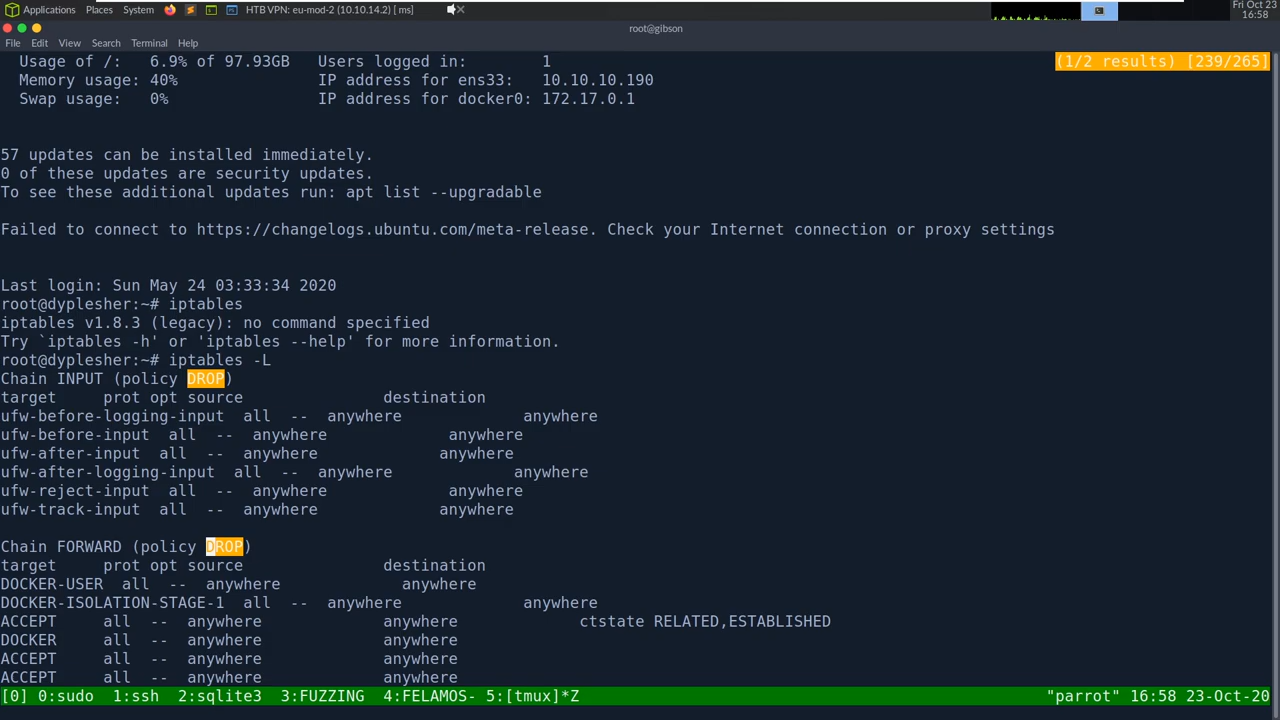 Applications Places System HTB VPN: eu-mod-2 (10.10.14.2) [ ms] Fri Oct 23
16:58
root@gibson
File Edit View Search Terminal Help
Usage of /: 6.9% of 97.93GB Users logged in: 1 (1/2 results) [239/265]
Memory usage: 40% IP address for ens33: 10.10.10.190
Swap usage: 0% IP address for docker0: 172.17.0.1
57 updates can be installed immediately.
0 of these updates are security updates.
To see these additional updates run: apt list --upgradable
Failed to connect to https://changelogs.ubuntu.com/meta-release. Check your Internet connection or proxy settings
Last login: Sun May 24 03:33:34 2020
root@dyplesher:~# iptables
iptables v1.8.3 (legacy): no command specified
Try `iptables -h' or 'iptables --help' for more information.
root@dyplesher:~# iptables -L
Chain INPUT (policy DROP)
target prot opt source destination
ufw-before-logging-input all -- anywhere anywhere
ufw-before-input all -- anywhere anywhere
ufw-after-input all -- anywhere anywhere
ufw-after-logging-input all -- anywhere anywhere
ufw-reject-input all -- anywhere anywhere
ufw-track-input all -- anywhere anywhere
Chain FORWARD (policy DROP)
target prot opt source destination
DOCKER-USER all -- anywhere anywhere
DOCKER-ISOLATION-STAGE-1 all -- anywhere anywhere
ACCEPT all -- anywhere anywhere ctstate RELATED,ESTABLISHED
DOCKER all -- anywhere anywhere
ACCEPT all -- anywhere anywhere
ACCEPT all -- anywhere anywhere
[0] 0:sudo 1:ssh 2:sqlite3 3:FUZZING 4:FELAMOS- 5:[tmux]*Z "parrot" 16:58 23-Oct-20